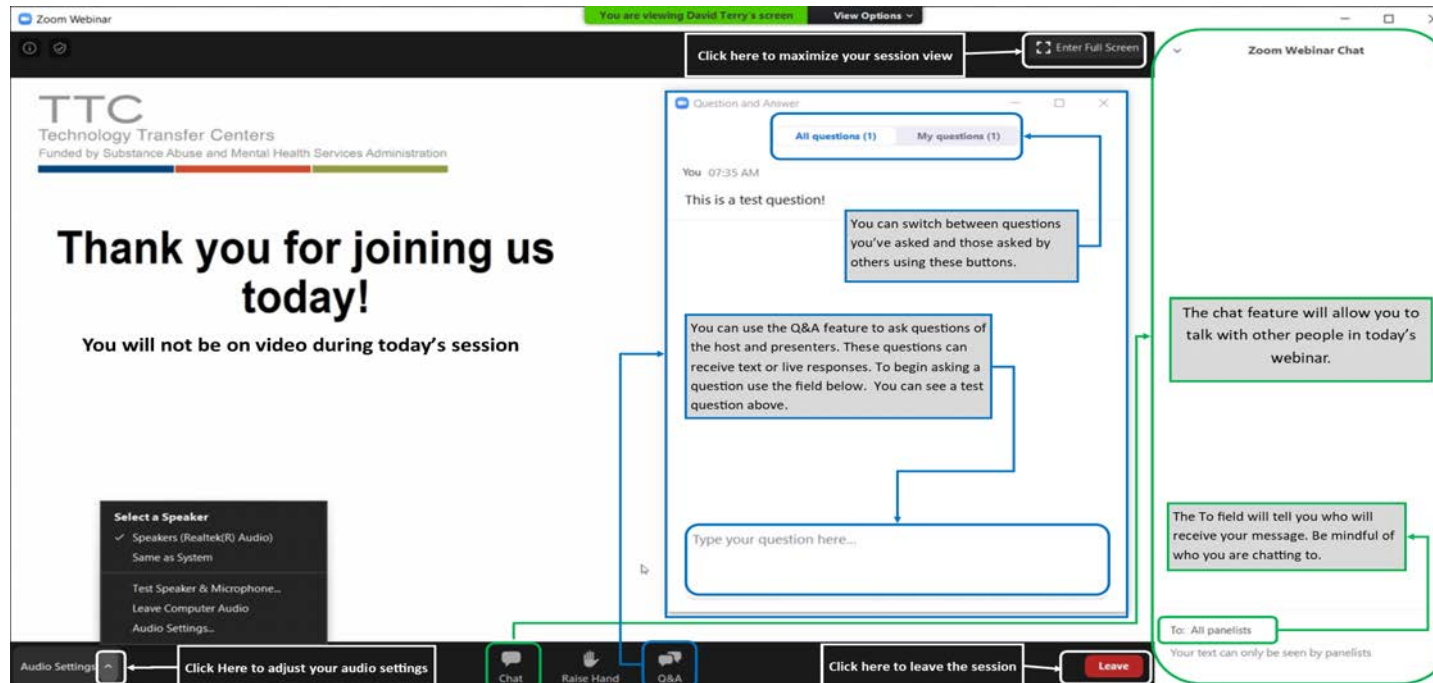 Zoom Webinar
You are viewing David Terry's screen
View Options
Click here to maximize your session view
Enter Full Screen
TTC
Technology Transfer Centers
Funded by Substance Abuse and Mental Health Services Administration
Thank you for joining us
today!
You will not be on video during today's session
Question and Answer
All questions (1)
My questions (1)
You 07:35 AM
This is a test question!
You can switch between questions
you've asked and those asked by
others using these buttons.
You can use the Q&A feature to ask questions of
the host and presenters. These questions can
receive text or live responses. To begin asking a
question use the field below. You can see a test
question above.
Type your question here...
Zoom Webinar Chat
The chat feature will allow you to
talk with other people in today's
webinar.
The To field will tell you who will
receive your message. Be mindful of
who you are chatting to.
To: All panelists
Your text can only be seen by panelists
Select a Speaker
Speakers (Realtek(R) Audio)
Same as System
Test Speaker & Microphone...
Leave Computer Audio
Audio Settings...
Audio Settings
Click Here to adjust your audio settings
Chat
Raise Hand
Q&A
Click here to leave the session
Leave